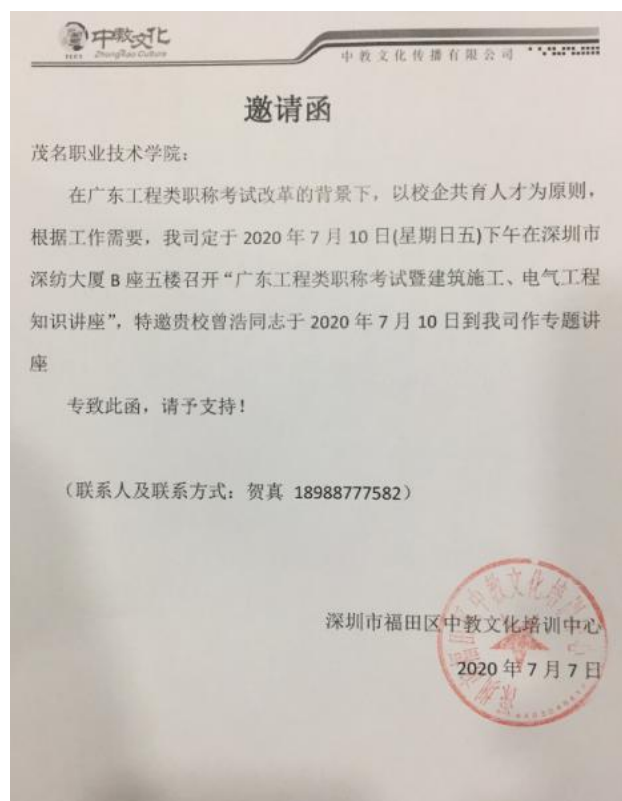 中教文化
ZhongJiao Culture
中教文化传播有限公司
邀请函
茂名职业技术学院：
在广东工程类职称考试改革的背景下，以校企共育人才为原则，
根据工作需要，我司定于 2020 年 7 月 10 日(星期日五)下午在深圳市
深纺大厦 B 座五楼召开“广东工程类职称考试暨建筑施工、电气工程
知识讲座”，特邀贵校曾浩同志于 2020 年 7 月 10 日到我司作专题讲
座
专致此函，请予支持！
（联系人及联系方式：贺真 18988777582）
深圳市福田区中教文化培训中心
2020 年 7 月 7 日